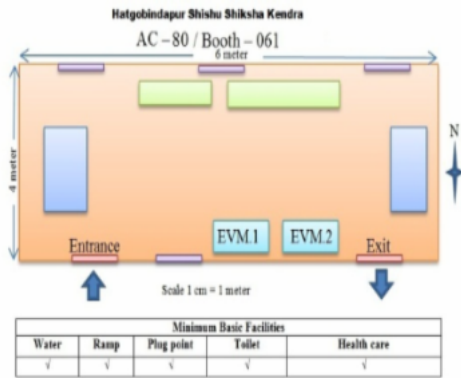 Hatgobindapur Shishu Shiksha Kendra
AC – 80 / Booth – 061
6 meter
4 meter
N
EVM.1 EVM.2
Entrance Exit
Scale 1 cm = 1 meter
Minimum Basic Facilities
Water Ramp Plug point Toilet Health care
√ √ √ √ √